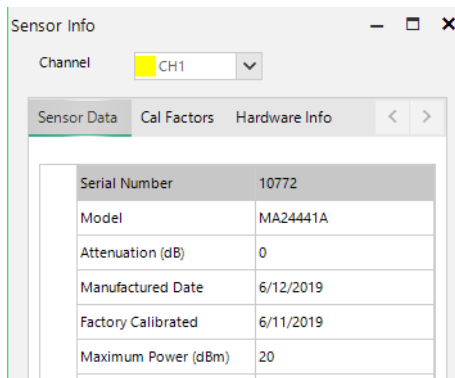 Sensor Info
Channel CH1
Sensor Data Cal Factors Hardware Info
Serial Number 10772
Model MA24441A
Attenuation (dB) 0
Manufactured Date 6/12/2019
Factory Calibrated 6/11/2019
Maximum Power (dBm) 20